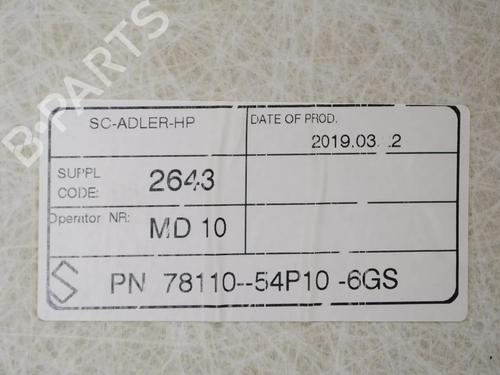 B-PARTS
SC-ADLER-HP
DATE OF PROD.
2019.03. .2
SUPPL
CODE:
2643
Operator NR:
MD 10
PN 78110--54P10 -6GS